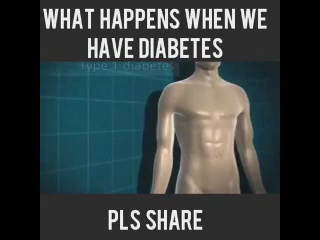 WHAT HAPPENS WHEN WE
HAVE DIABETES
Type 1 diabetes
PLS SHARE